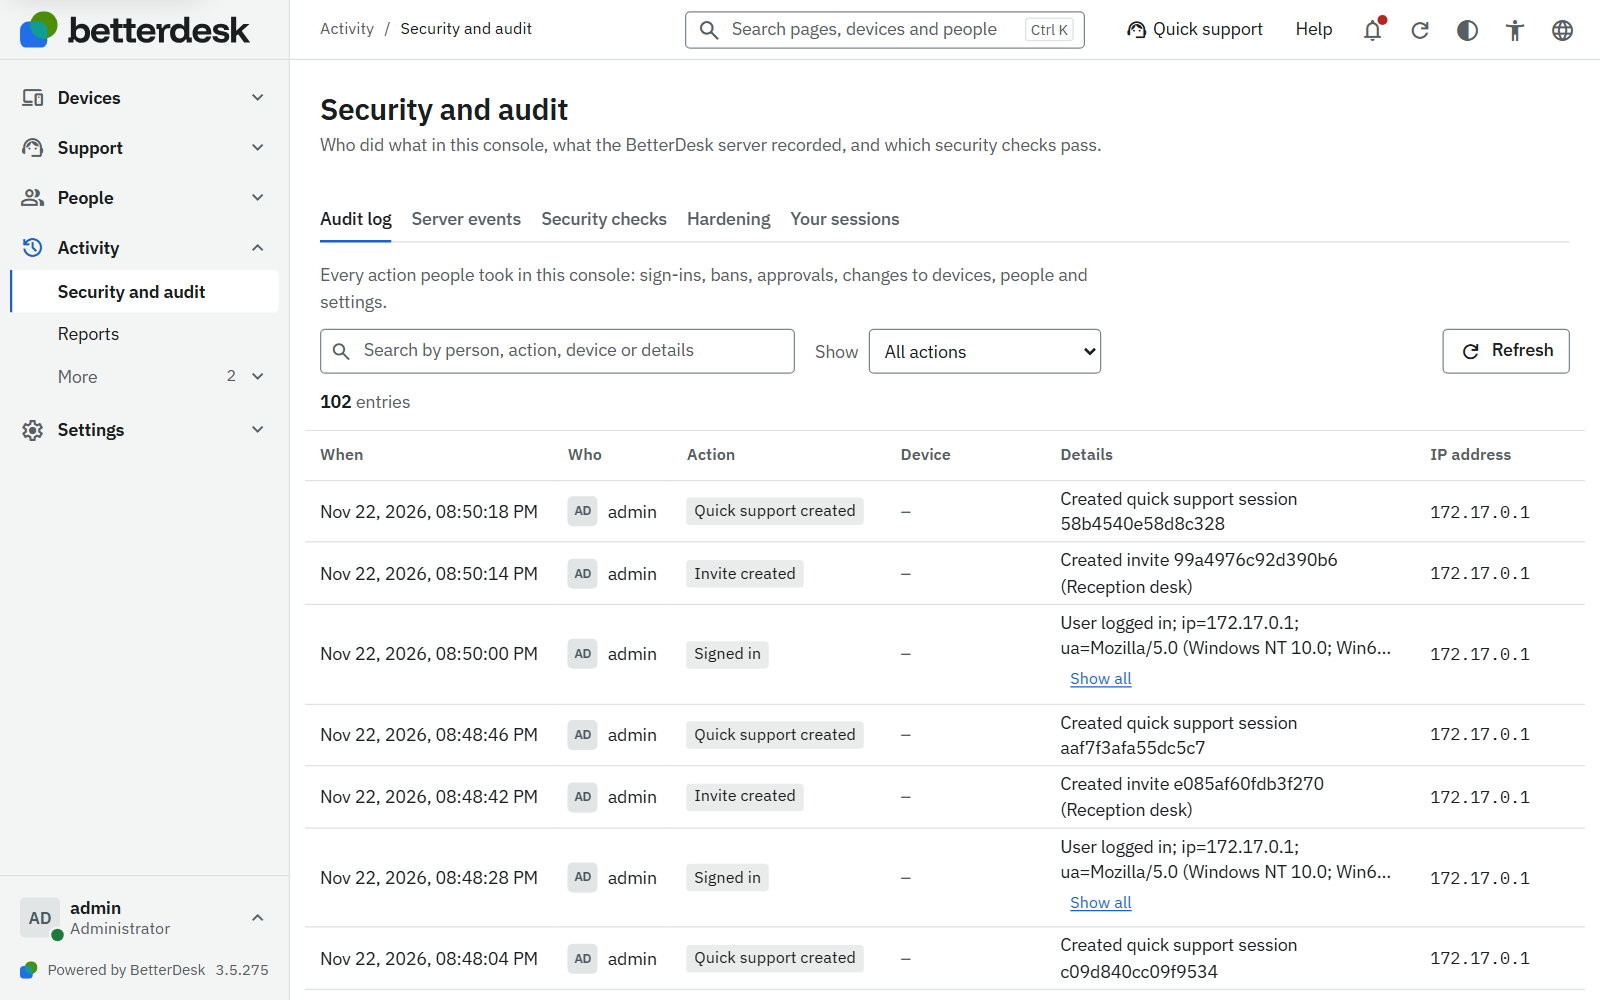 betterdesk
Activity / Security and audit
Search pages, devices and people Ctrl K
Quick support
Help
Devices
Support
People
Activity
Security and audit
Reports
More 2
Settings
Security and audit
Who did what in this console, what the BetterDesk server recorded, and which security checks pass.
Audit log Server events Security checks Hardening Your sessions
Every action people took in this console: sign-ins, bans, approvals, changes to devices, people and
settings.
Search by person, action, device or details
Show All actions
Refresh
102 entries
When Who Action Device Details IP address
Nov 22, 2026, 08:50:18 PM AD admin Quick support created – Created quick support session
58b4540e58d8c328
172.17.0.1
Nov 22, 2026, 08:50:14 PM AD admin Invite created – Created invite 99a4976c92d390b6
(Reception desk)
172.17.0.1
Nov 22, 2026, 08:50:00 PM AD admin Signed in – User logged in; ip=172.17.0.1;
ua=Mozilla/5.0 (Windows NT 10.0; Win6...
Show all
172.17.0.1
Nov 22, 2026, 08:48:46 PM AD admin Quick support created – Created quick support session
aaf7f3afa55dc5c7
172.17.0.1
Nov 22, 2026, 08:48:42 PM AD admin Invite created – Created invite e085af60fdb3f270
(Reception desk)
172.17.0.1
Nov 22, 2026, 08:48:28 PM AD admin Signed in – User logged in; ip=172.17.0.1;
ua=Mozilla/5.0 (Windows NT 10.0; Win6...
Show all
172.17.0.1
Nov 22, 2026, 08:48:04 PM AD admin Quick support created – Created quick support session
c09d840cc09f9534
172.17.0.1
AD admin
Administrator
Powered by BetterDesk 3.5.275